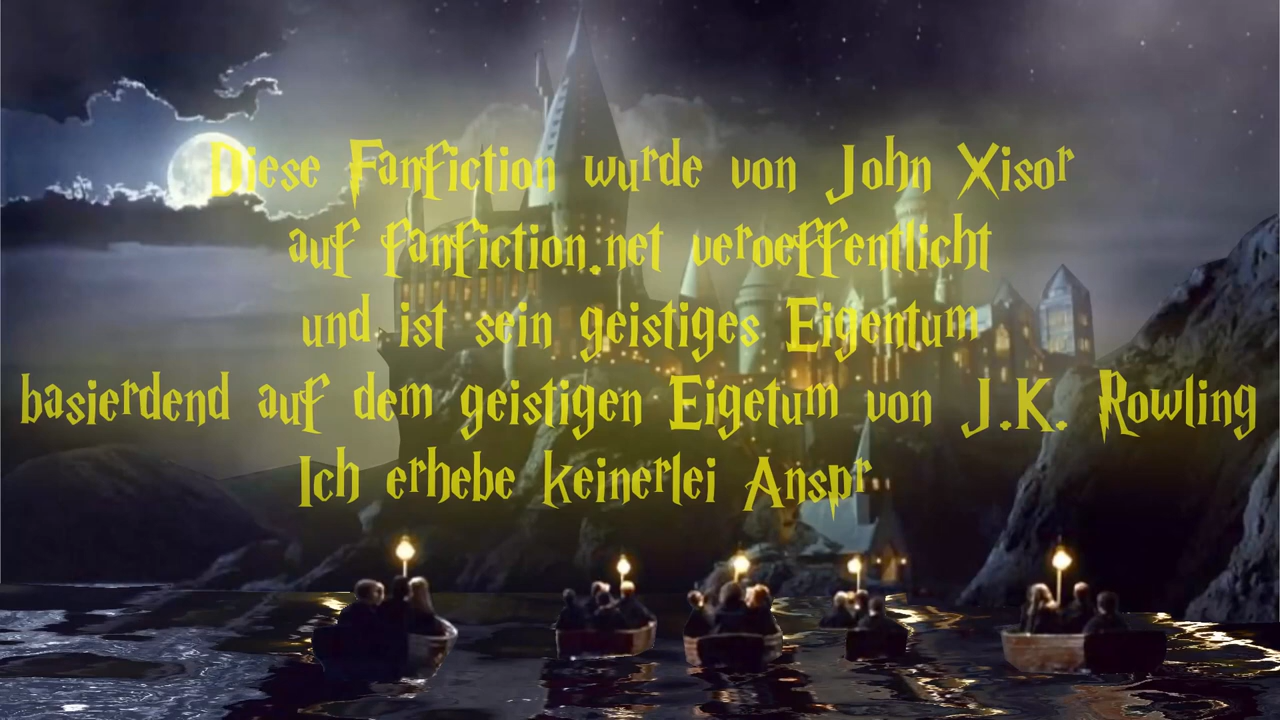 Diese Fanfiction wurde von John Xisor
auf fanfiction.net veroeffentlicht
und ist sein geistiges Eigentum
basierdend auf dem geistigen Eigetum von J.K. Rowling
Ich erhebe keinerlei Anspr